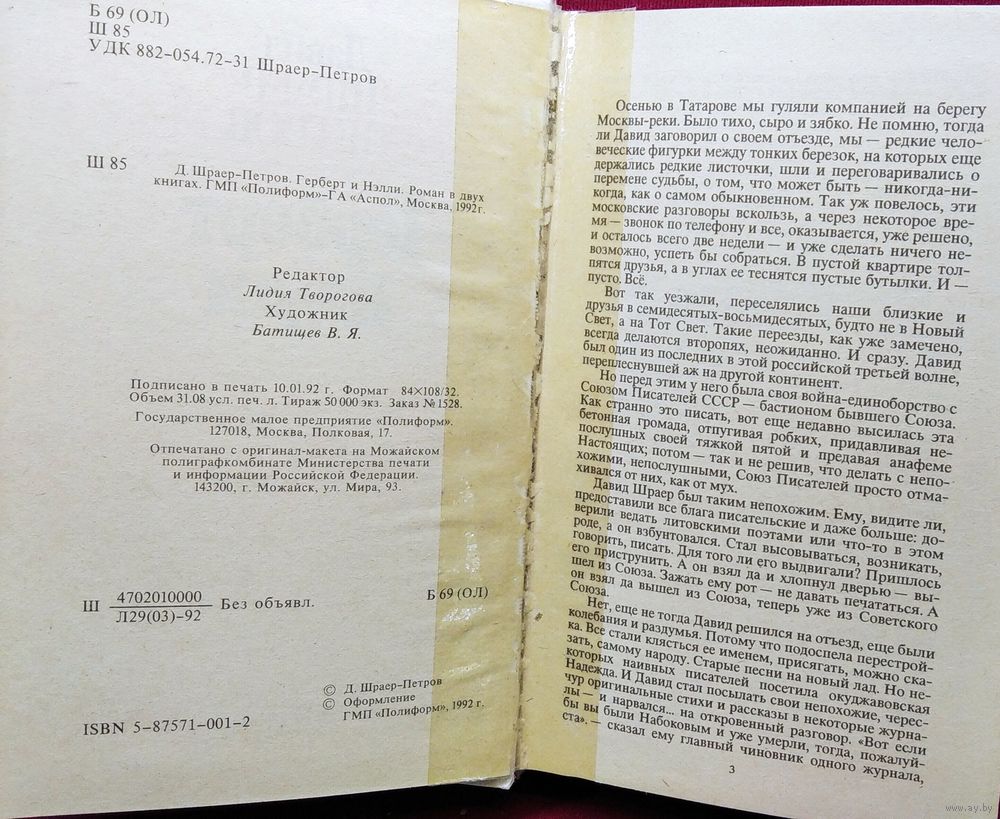 Б 69 (ОЛ)
Ш 85
УДК 882-054.72-31 Шраер-Петров
Ш 85
Д. Шраер-Петров. Герберт и Нэлли. Роман в двух
книгах. ГМП «Полиформ»-ГА «Аспол», Москва, 1992г.
Редактор
Лидия Творогова
Художник
Батищев В. Я.
Подписано в печать 10.01.92 г. Формат 84×108/32.
Объем 31.08 усл. печ. л. Тираж 50 000 экз. Заказ №1528.
Государственное малое предприятие «Полиформ».
127018, Москва, Полковая, 17.
Отпечатано с оригинал-макета на Можайском
полиграфкомбинате Министерства печати
и информации Российской Федерации.
143200, г. Можайск, ул. Мира, 93.
Ш 4702010000 Без объявл.
Л29(03)-92
Б 69 (ОЛ)
© Д. Шраер-Петров
© Оформление
ГМП «Полиформ», 1992 г.
ISBN 5-87571-001-2
Осенью в Татарове мы гуляли компанией на берегу
Москвы-реки. Было тихо, сыро и зябко. Не помню, тогда
ли Давид заговорил о своем отъезде, мы — редкие чело-
веческие фигурки между тонких березок, на которых еще
держались редкие листочки, шли и переговаривались о
перемене судьбы, о том, что может быть — никогда-ни-
когда, как о самом обыкновенном. Так уж повелось, эти
московские разговоры вскользь, а через некоторое вре-
мя — звонок по телефону и все, оказывается, уже решено,
и осталось всего две недели — и уже сделать ничего не-
возможно, успеть бы собраться. В пустой квартире тол-
пятся друзья, а в углах ее теснятся пустые бутылки. И —
пусто. Всё.
Вот так уезжали, переселялись наши близкие и
друзья в семидесятых-восьмидесятых, будто не в Новый
Свет, а на Тот Свет. Такие переезды, как уже замечено,
всегда делаются второпях, неожиданно. И сразу. Давид
был один из последних в этой российской третьей волне,
переплеснувшей аж на другой континент.
Но перед этим у него была своя война-единоборство с
Союзом Писателей СССР — бастионом бывшего Союза.
Как странно это писать, вот еще недавно высилась эта
бетонная громада, отпугивая робких, придавливая не-
послушных своей тяжкой пятой и предавая анафеме
Настоящих; потом — так и не решив, что делать с непо-
хожими, непослушными, Союз Писателей просто отма-
хивался от них, как от мух.
Давид Шраер был таким непохожим. Ему, видите ли,
предоставили все блага писательские и даже больше: до-
верили ведать литовскими поэтами или что-то в этом
роде, а он взбунтовался. Стал высовываться, возникать,
говорить, писать. Для того ли его выдвигали? Пришлось
его приструнить. А он взял да и хлопнул дверью — вы-
шел из Союза. Зажать ему рот — не давать печататься. А
он взял да вышел из Союза, теперь уже из Советского
Союза.
Нет, еще не тогда Давид решился на отъезд, еще были
колебания и раздумья. Потому что подоспела перестрой-
ка. Все стали клясться ее именем, присягать, можно ска-
зать, самому народу. Старые песни на новый лад. Но не-
которых наивных писателей посетила окуджавовская
Надежда. И Давид стал посылать свои непохожие, черес-
чур оригинальные стихи и рассказы в некоторые журна-
лы — и нарвался... на откровенный разговор. «Вот если
бы вы были Набоковым и уже умерли, тогда, пожалуй-
ста». — сказал ему главный чиновник одного журнала,
3
www.ay.by